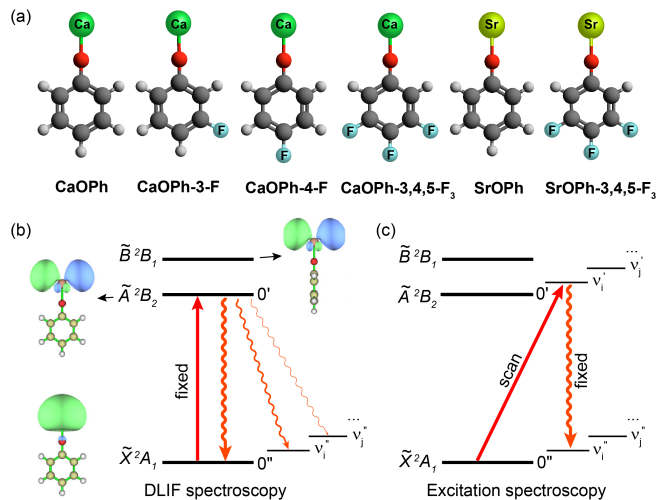 (a)
Ca Ca Ca Ca Sr Sr
F F F F F F F F
CaOPh CaOPh-3-F CaOPh-4-F CaOPh-3,4,5-F₃ SrOPh SrOPh-3,4,5-F₃
(b)
B̃ ²B₁
Ã ²B₂
0'
fixed
...
νⱼ"
νᵢ"
X̃ ²A₁
0"
DLIF spectroscopy
(c)
B̃ ²B₁
...
νⱼ'
νᵢ'
Ã ²B₂
0'
scan
fixed
...
νⱼ"
νᵢ"
X̃ ²A₁
0"
Excitation spectroscopy